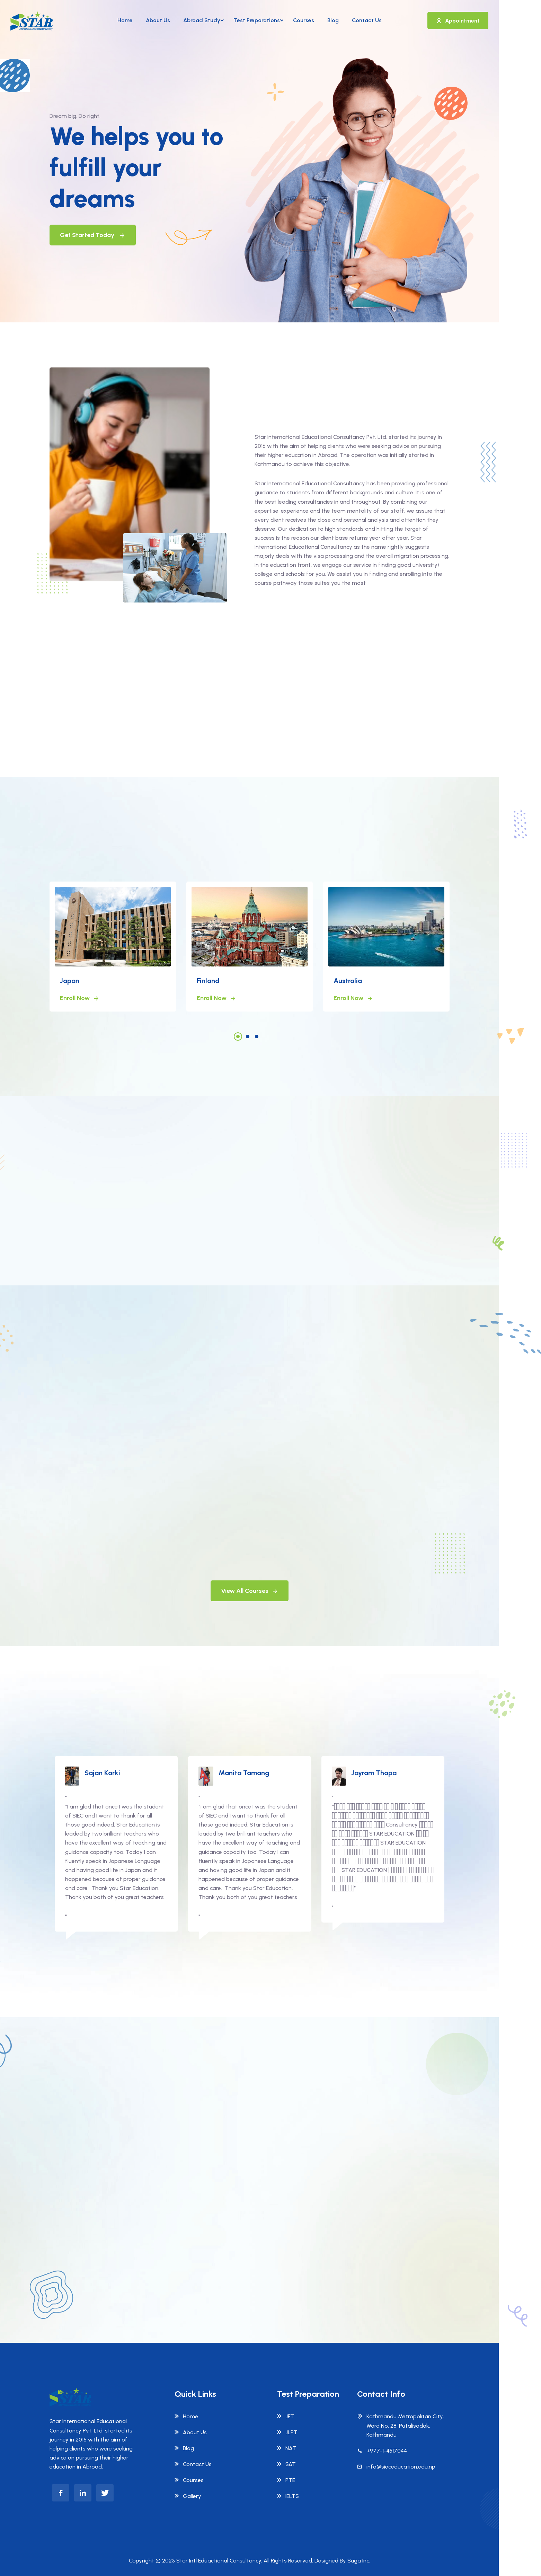 STAR
Home
About Us
Abroad Study
Test Preparations
Courses
Blog
Contact Us
Appointment
Dream big. Do right.
We helps you to
fulfill your
dreams
Get Started Today
Star International Educational Consultancy Pvt. Ltd. started its journey in
2016 with the aim of helping clients who were seeking advice on pursuing
their higher education in Abroad. The operation was initially started in
Kathmandu to achieve this objective.
Star International Educational Consultancy has been providing professional
guidance to students from different backgrounds and culture. It is one of
the best leading consultancies in and throughout. By combining our
expertise, experience and the team mentality of our staff, we assure that
every client receives the close and personal analysis and attention they
deserve. Our dedication to high standards and hitting the target of
success is the reason our client base returns year after year. Star
International Educational Consultancy as the name rightly suggests
majorly deals with the visa processing and the overall migration processing.
In the education front, we engage our service in finding good university/
college and schools for you. We assist you in finding and enrolling into the
course pathway those suites you the most
Japan
Enroll Now
Finland
Enroll Now
Australia
Enroll Now
View All Courses
Sajan Karki
"I am glad that once I was the student
of SIEC and I want to thank for all
those good indeed. Star Education is
leaded by two brilliant teachers who
have the excellent way of teaching and
guidance capacity too. Today I can
fluently speak in Japanese Language
and having good life in Japan and it
happened because of proper guidance
and care . Thank you Star Education,
Thank you both of you great teachers.
Manita Tamang
"I am glad that once I was the student
of SIEC and I want to thank for all
those good indeed. Star Education is
leaded by two brilliant teachers who
have the excellent way of teaching and
guidance capacity too. Today I can
fluently speak in Japanese Language
and having good life in Japan and it
happened because of proper guidance
and care . Thank you Star Education,
Thank you both of you great teachers
Jayram Thapa
Consultancy
STAR EDUCATION
STAR EDUCATION
STAR EDUCATION
STAR
Star International Educational
Consultancy Pvt. Ltd. started its
journey in 2016 with the aim of
helping clients who were seeking
advice on pursuing their higher
education in Abroad.
Quick Links
Home
About Us
Blog
Contact Us
Courses
Gallery
Test Preparation
JFT
JLPT
NAT
SAT
PTE
IELTS
Contact Info
Kathmandu Metropolitan City,
Ward No. 28, Putalisadak,
Kathmandu
+977-1-4517044
info@sieceducation.edu.np
Copyright © 2023 Star Intl Eduactional Consultancy. All Rights Reserved. Designed By Suga Inc.